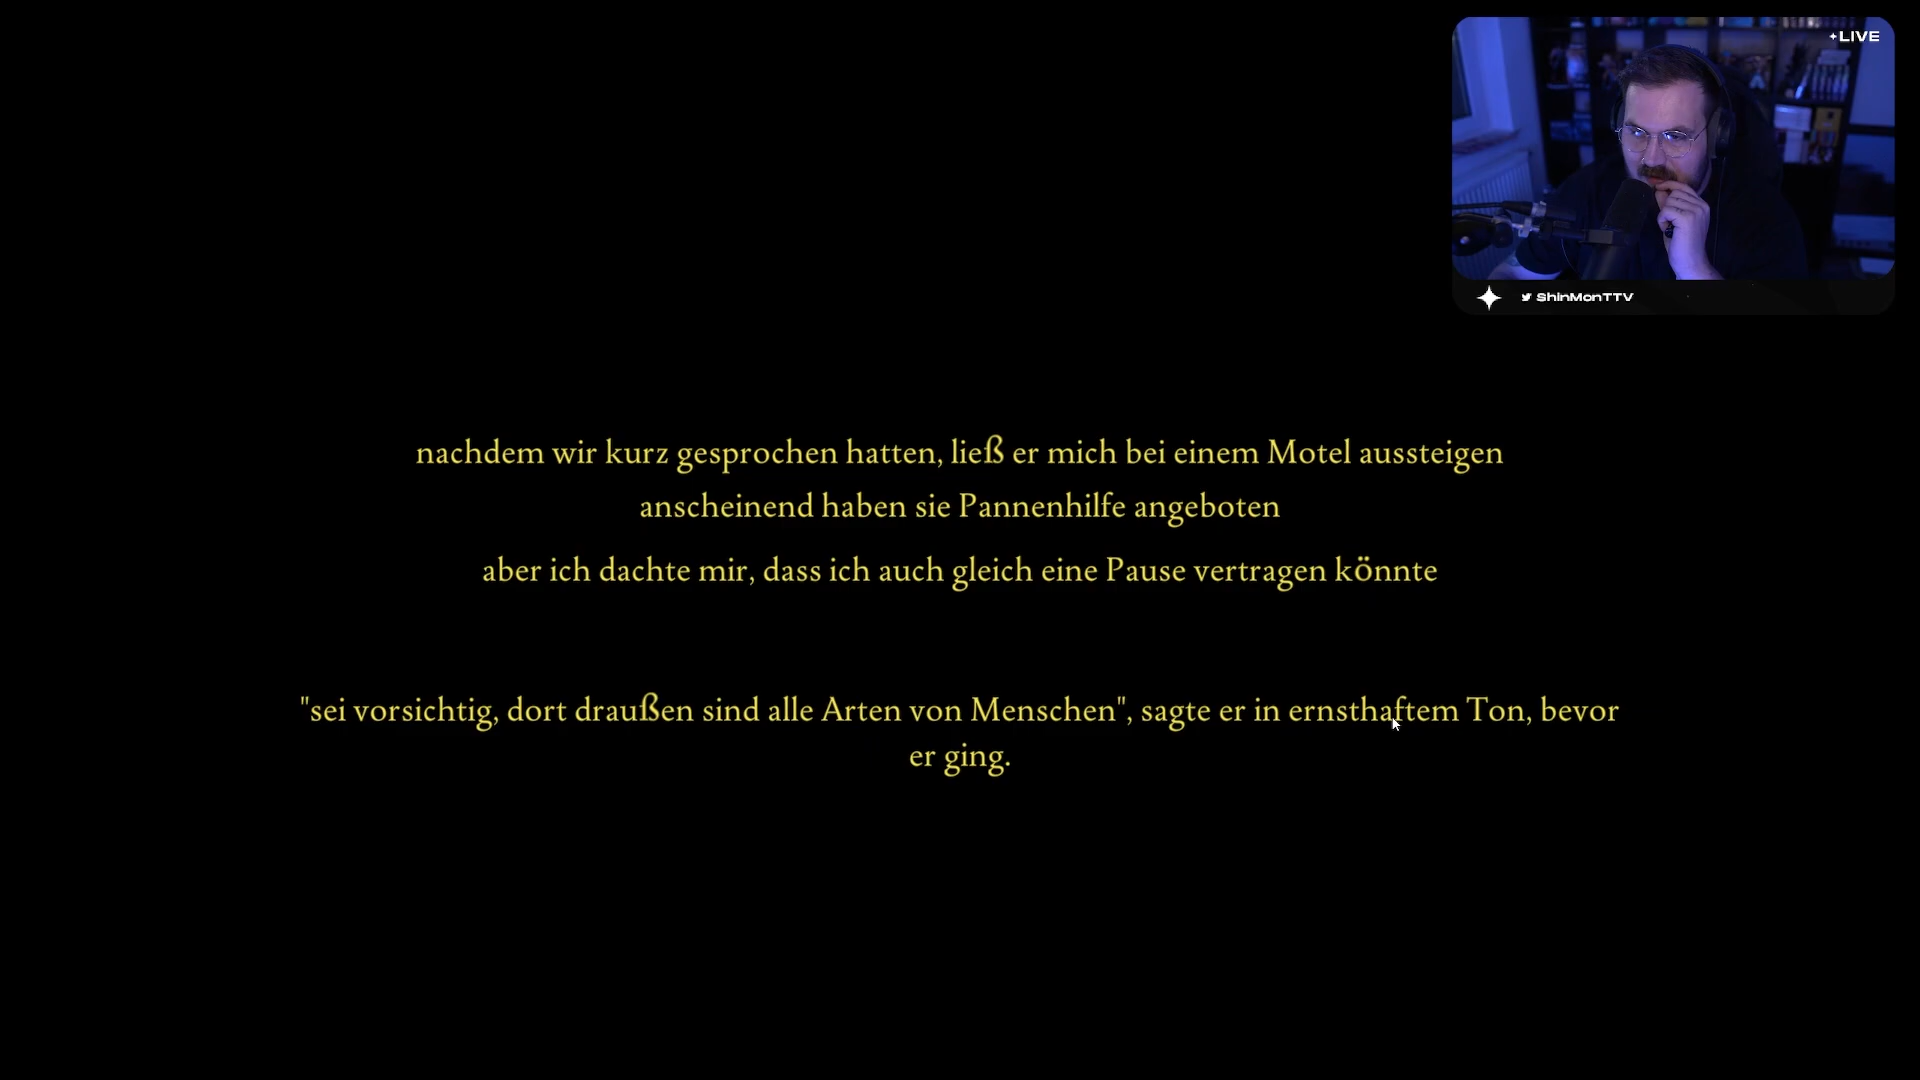 +LIVE
ShinMonTTV
nachdem wir kurz gesprochen hatten, ließ er mich bei einem Motel aussteigen
anscheinend haben sie Pannenhilfe angeboten
aber ich dachte mir, dass ich auch gleich eine Pause vertragen könnte
"sei vorsichtig, dort draußen sind alle Arten von Menschen", sagte er in ernsthaftem Ton, bevor
er ging.